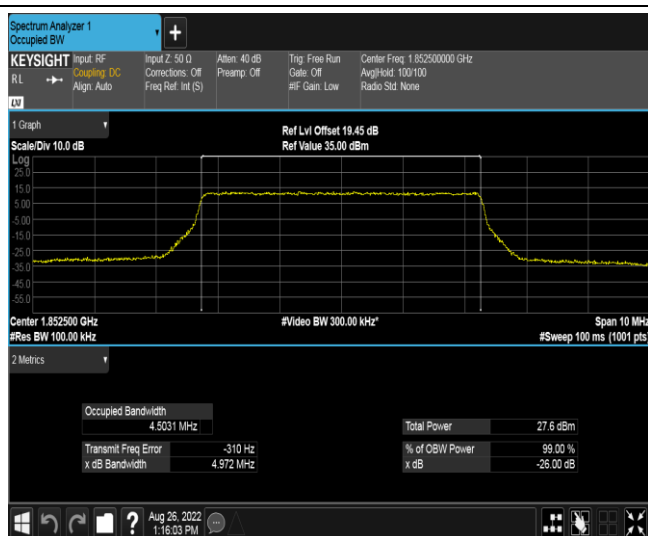 Spectrum Analyzer 1
Occupied BW
+
KEYSIGHT Input: RF Input Z: 50 Ω Atten: 40 dB Trig: Free Run Center Freq: 1.852500000 GHz
RL Coupling: DC Corrections: Off Preamp: Off Gate: Off Avg|Hold: 100/100
Align: Auto Freq Ref: Int (S) #IF Gain: Low Radio Std: None
LXI
1 Graph
Ref Lvl Offset 19.45 dB
Scale/Div 10.0 dB Ref Value 35.00 dBm
Log
25.0
15.0
5.00
-5.00
-15.0
-25.0
-35.0
-45.0
-55.0
Center 1.852500 GHz #Video BW 300.00 kHz* Span 10 MHz
#Res BW 100.00 kHz #Sweep 100 ms (1001 pts)
2 Metrics
Occupied Bandwidth
4.5031 MHz Total Power 27.6 dBm
Transmit Freq Error -310 Hz % of OBW Power 99.00 %
x dB Bandwidth 4.972 MHz x dB -26.00 dB
? Aug 26, 2022
1:16:03 PM